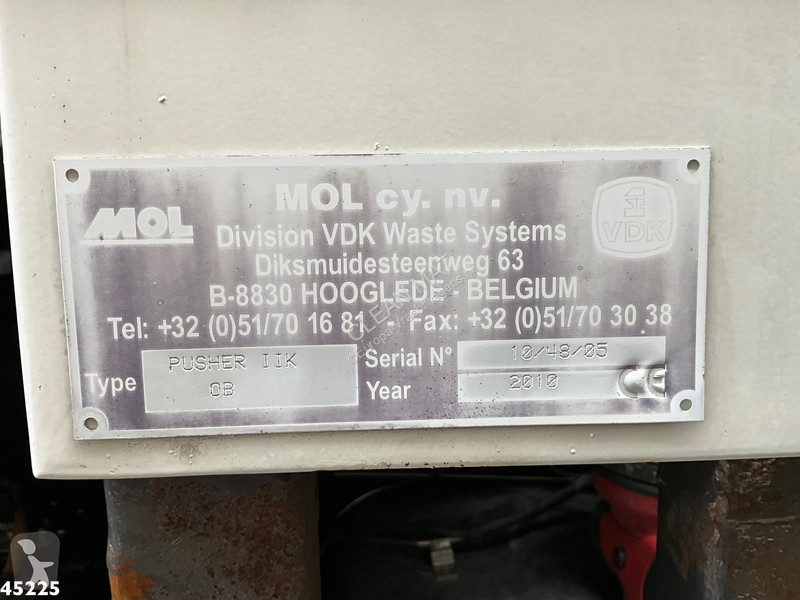 MOL cy. nv.
MOL
1
VDK
Division VDK Waste Systems
Diksmuidesteenweg 63
B-8830 HOOGLEDE - BELGIUM
Tel: +32 (0)51/70 16 81 - Fax: +32 (0)51/70 30 38
Type PUSHER IIK
OB
Serial N° 10/48/05
Year 2010 CE
45225